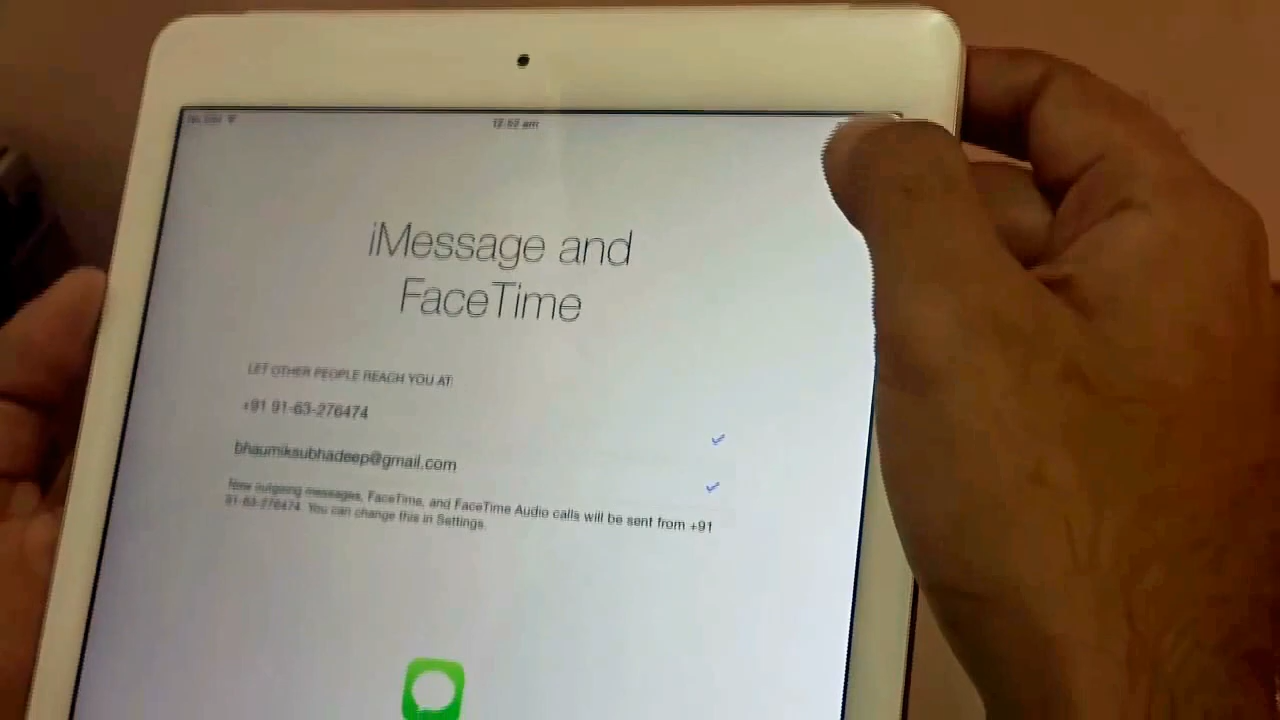 12:52 am
iMessage and
FaceTime
LET OTHER PEOPLE REACH YOU AT:
+91 91-63-276474
bhaumiksubhadeep@gmail.com
New outgoing messages, FaceTime, and FaceTime Audio calls will be sent from +91
91-63-276474. You can change this in Settings.